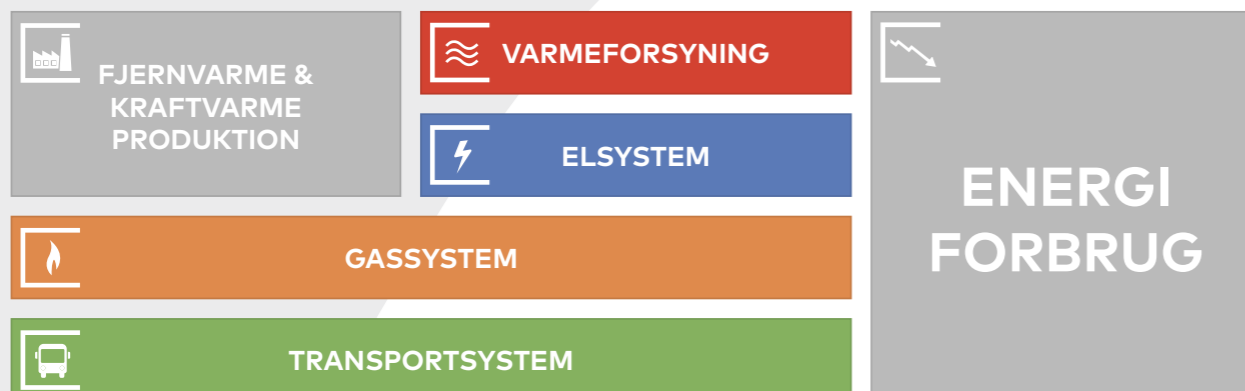 FJERNVARME &
KRAFTVARME
PRODUKTION
VARMEFORSYNING
ELSYSTEM
GASSYSTEM
TRANSPORTSYSTEM
ENERGI
FORBRUG